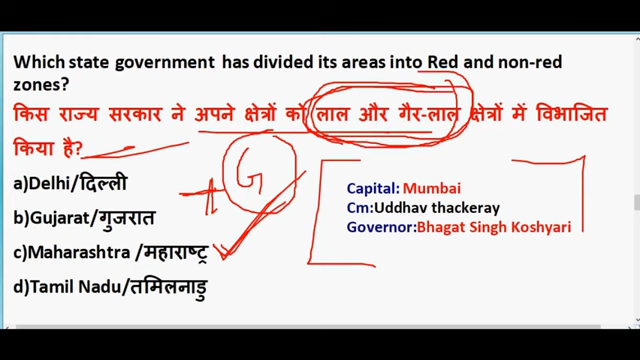 Which state government has divided its areas into Red and non-red
zones?
किस राज्य सरकार ने अपने क्षेत्रों को लाल और गैर-लाल क्षेत्रों में विभाजित
किया है?
a)Delhi/दिल्ली
b)Gujarat/गुजरात
c)Maharashtra /महाराष्ट्र
d)Tamil Nadu/तमिलनाडु
G
Capital: Mumbai
Cm:Uddhav thackeray
Governor:Bhagat Singh Koshyari